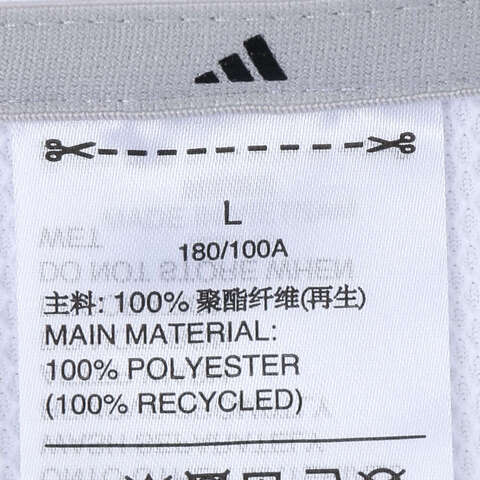 L
180/100A
主料: 100% 聚酯纤维(再生)
MAIN MATERIAL:
100% POLYESTER
(100% RECYCLED)